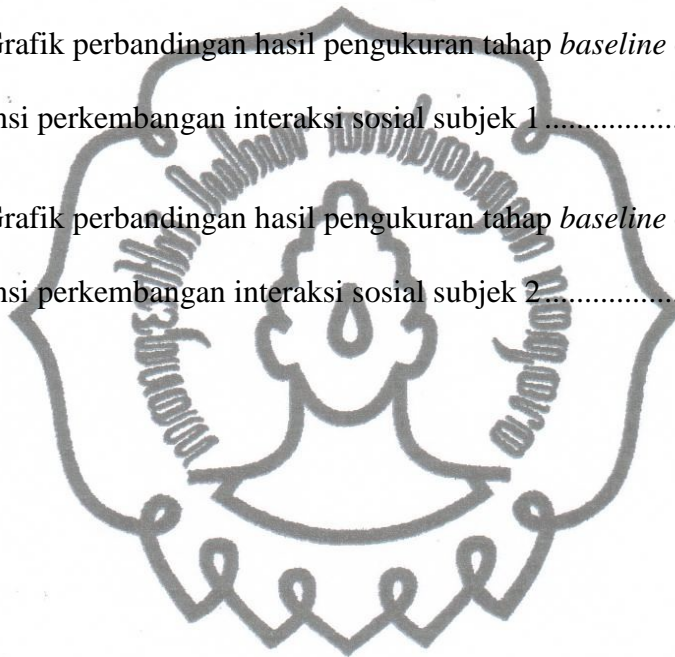 Grafik perbandingan hasil pengukuran tahap baseline
nsi perkembangan interaksi sosial subjek 1.................
Grafik perbandingan hasil pengukuran tahap baseline
nsi perkembangan interaksi sosial subjek 2.................